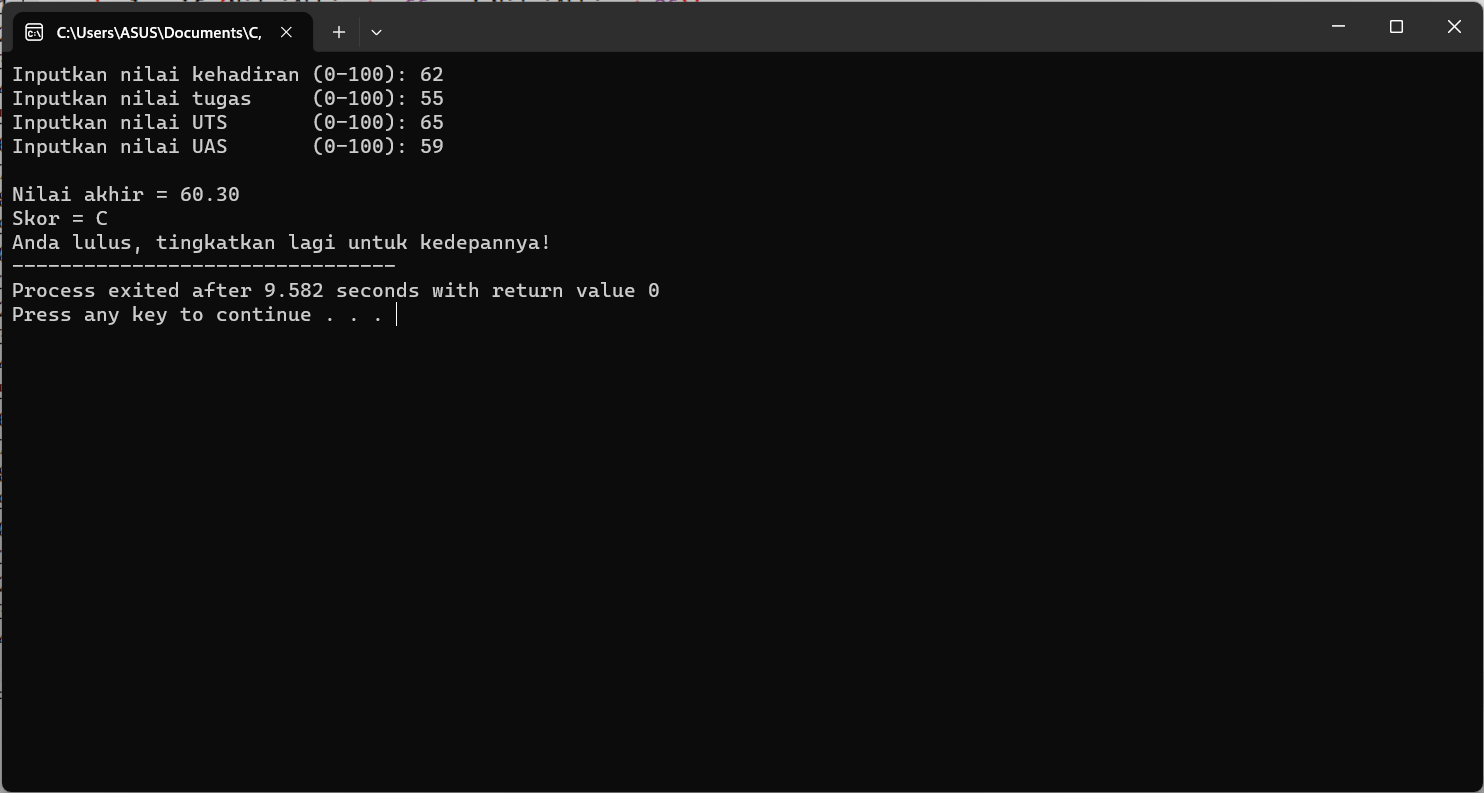 C:\Users\ASUS\Documents\C,
Inputkan nilai kehadiran (0-100): 62
Inputkan nilai tugas     (0-100): 55
Inputkan nilai UTS       (0-100): 65
Inputkan nilai UAS       (0-100): 59
Nilai akhir = 60.30
Skor = C
Anda lulus, tingkatkan lagi untuk kedepannya!
--------------------------------
Process exited after 9.582 seconds with return value 0
Press any key to continue . . .